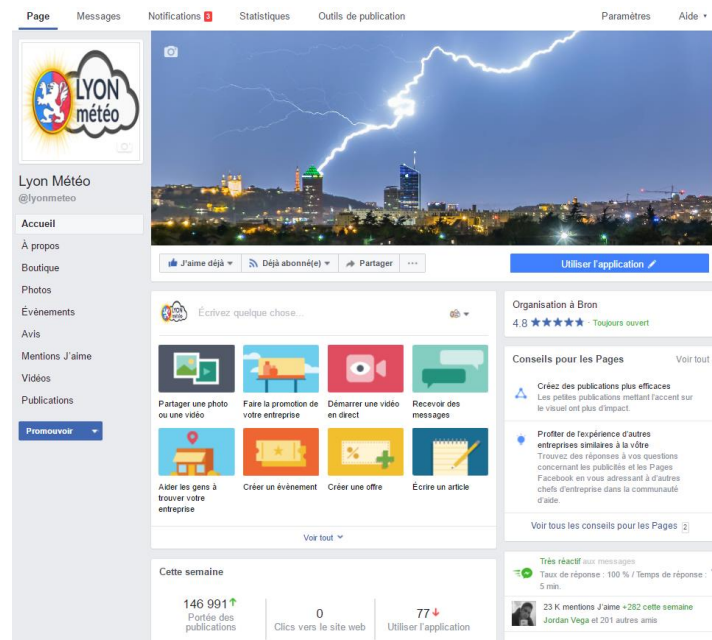 Page Messages Notifications 3 Statistiques Outils de publication Paramètres Aide
LYON
météo
Lyon Météo
@lyonmeteo
Accueil
À propos
Boutique
Photos
Évènements
Avis
Mentions J'aime
Vidéos
Publications
Promouvoir
J'aime déjà Déjà abonné(e) Partager ... Utiliser l'application
Écrivez quelque chose...
Partager une photo
ou une vidéo
Faire la promotion de
votre entreprise
Démarrer une vidéo
en direct
Recevoir des
messages
Aider les gens à
trouver votre
entreprise
Créer un évènement
Créer une offre
Écrire un article
Voir tout
Cette semaine
146 991
Portée des
publications
0
Clics vers le site web
77
Utiliser l'application
Organisation à Bron
4.8 ★★★★★ · Toujours ouvert
Conseils pour les Pages Voir tout
Créez des publications plus efficaces
Les petites publications mettant l'accent sur
le visuel ont plus d'impact.
Profiter de l'expérience d'autres
entreprises similaires à la vôtre
Trouvez des réponses à vos questions
concernant les publicités et les Pages
Facebook en vous adressant à d'autres
chefs d'entreprise dans la communauté
d'aide.
Voir tous les conseils pour les Pages 2
Très réactif aux messages
Taux de réponse : 100 % / Temps de réponse :
5 min.
23 K mentions J'aime +282 cette semaine
Jordan Vega et 201 autres amis